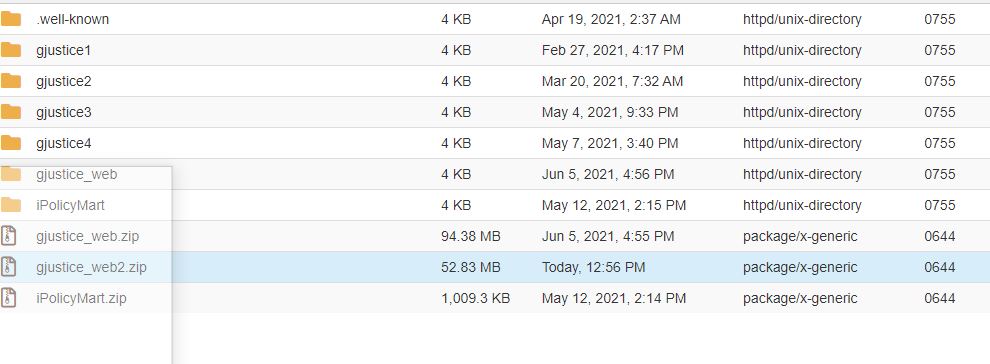 .well-known 4 KB Apr 19, 2021, 2:37 AM httpd/unix-directory 0755
gjustice1 4 KB Feb 27, 2021, 4:17 PM httpd/unix-directory 0755
gjustice2 4 KB Mar 20, 2021, 7:32 AM httpd/unix-directory 0755
gjustice3 4 KB May 4, 2021, 9:33 PM httpd/unix-directory 0755
gjustice4 4 KB May 7, 2021, 3:40 PM httpd/unix-directory 0755
gjustice_web 4 KB Jun 5, 2021, 4:56 PM httpd/unix-directory 0755
iPolicyMart 4 KB May 12, 2021, 2:15 PM httpd/unix-directory 0755
gjustice_web.zip 94.38 MB Jun 5, 2021, 4:55 PM package/x-generic 0644
gjustice_web2.zip 52.83 MB Today, 12:56 PM package/x-generic 0644
iPolicyMart.zip 1,009.3 KB May 12, 2021, 2:14 PM package/x-generic 0644